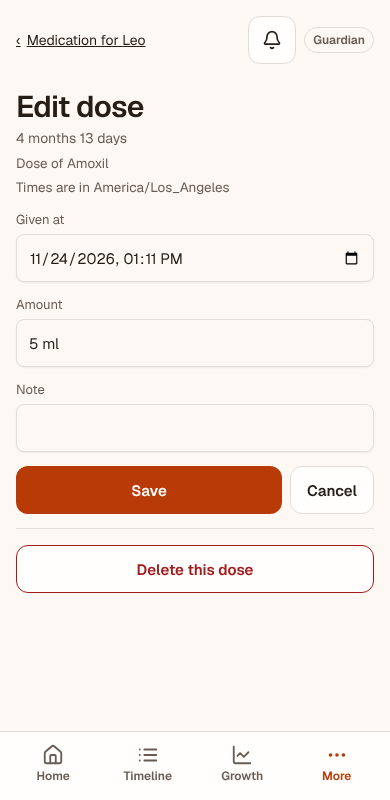 ‹ Medication for Leo
Guardian
Edit dose
4 months 13 days
Dose of Amoxil
Times are in America/Los_Angeles
Given at
11/24/2026, 01:11 PM
Amount
5 ml
Note
Save
Cancel
Delete this dose
Home
Timeline
Growth
More